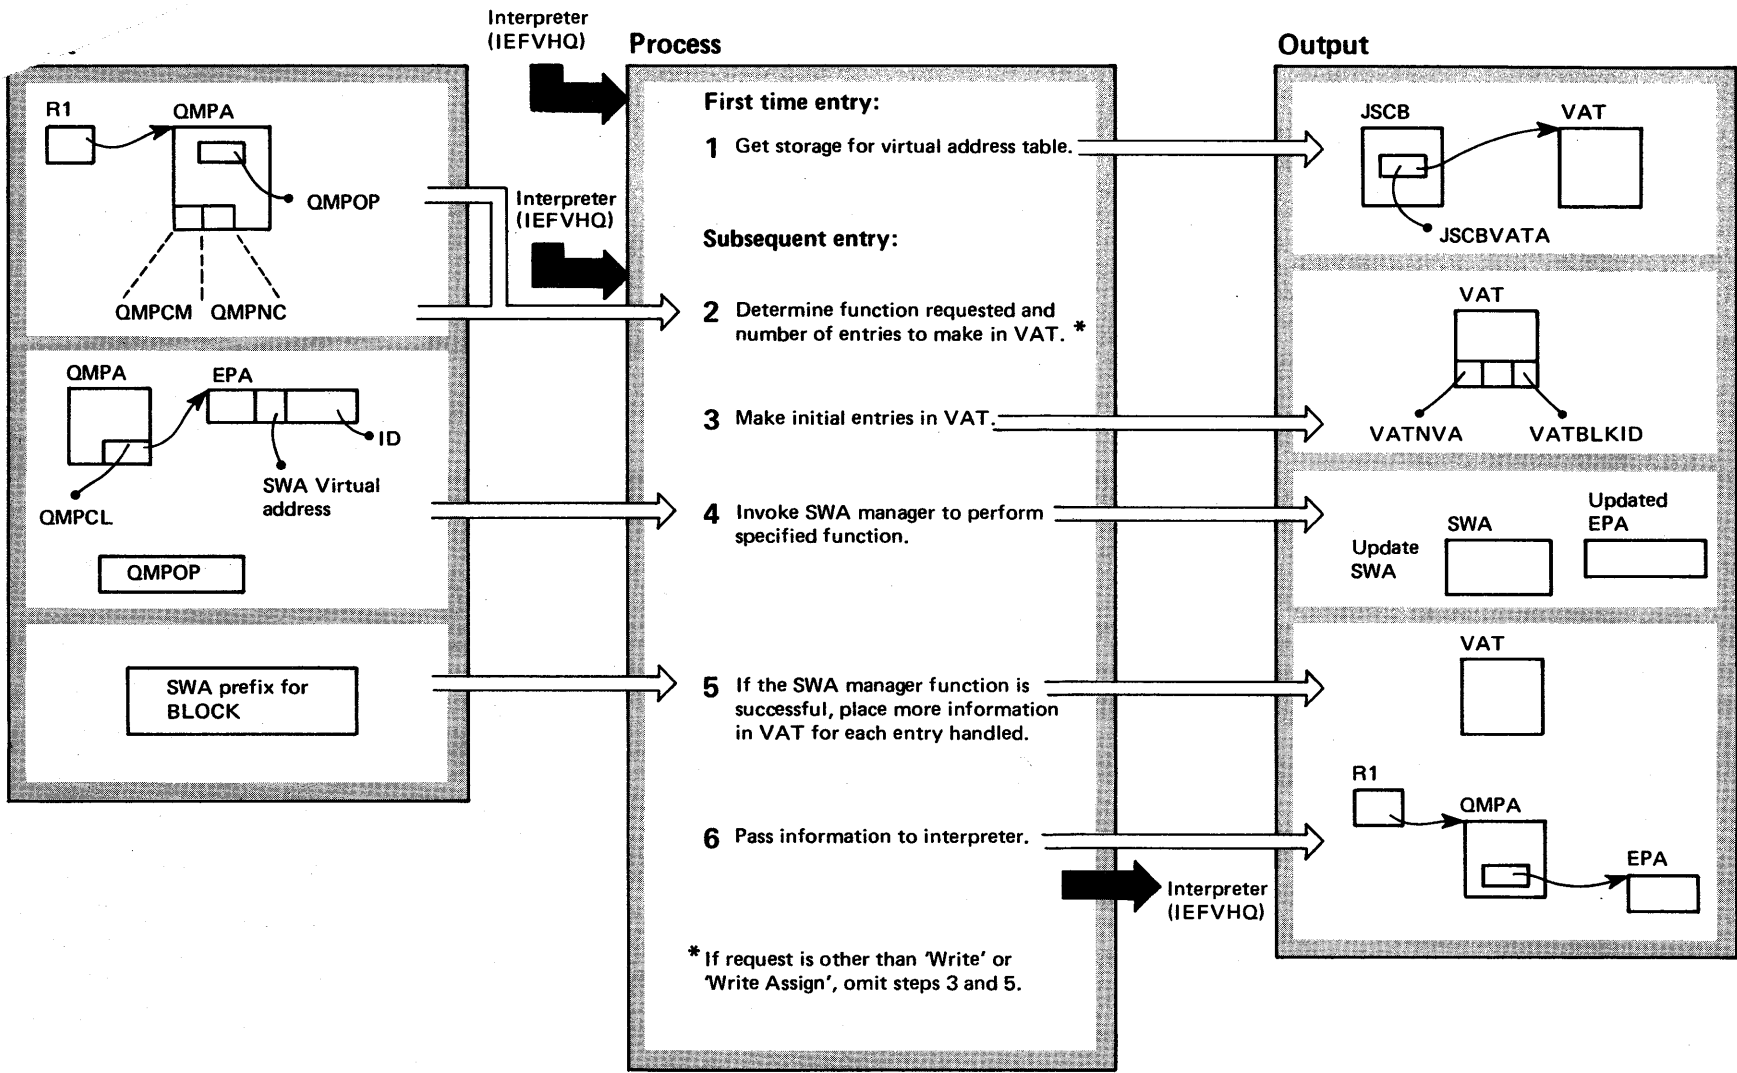 Interpreter
(IEFVHQ)
Process
Output
R1
QMPA
QMPOP
QMPCM
QMPNC
QMPA
EPA
ID
SWA Virtual
address
QMPCL
QMPOP
SWA prefix for
BLOCK
Interpreter
(IEFVHQ)
First time entry:
1 Get storage for virtual address table.
Subsequent entry:
2 Determine function requested and
number of entries to make in VAT. *
3 Make initial entries in VAT.
4 Invoke SWA manager to perform
specified function.
5 If the SWA manager function is
successful, place more information
in VAT for each entry handled.
6 Pass information to interpreter.
Interpreter
(IEFVHQ)
* If request is other than 'Write' or
'Write Assign', omit steps 3 and 5.
JSCB
VAT
JSCBVATA
VAT
VATNVA
VATBLKID
Update
SWA
SWA
Updated
EPA
VAT
R1
QMPA
EPA